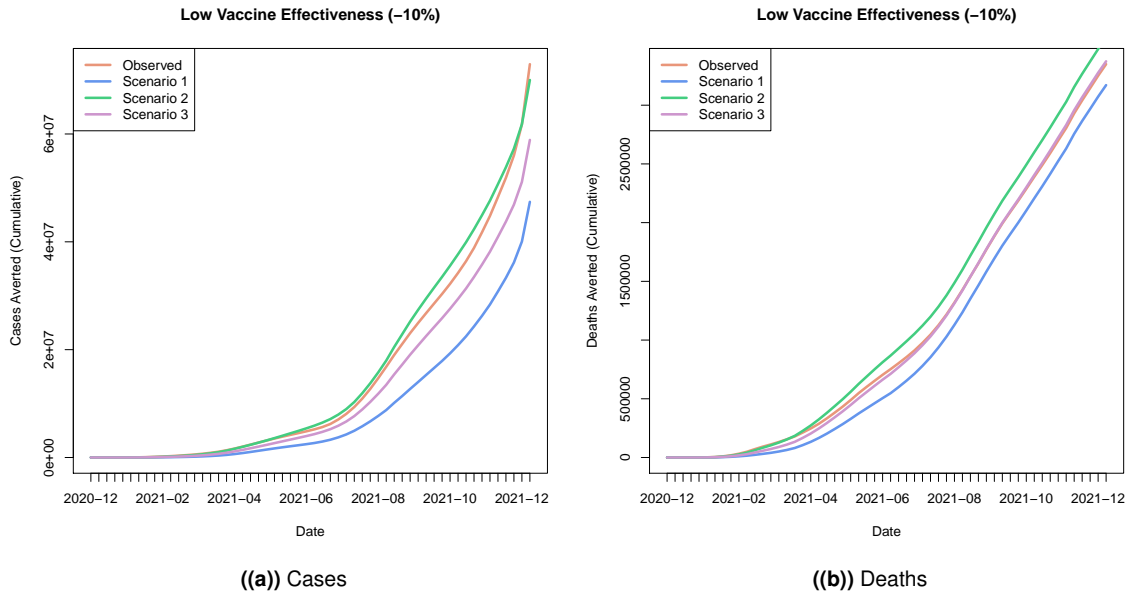 Low Vaccine Effectiveness (−10%)
Observed
Scenario 1
Scenario 2
Scenario 3
Cases Averted (Cumulative)
6e+07
4e+07
2e+07
0e+00
2020−12 2021−02 2021−04 2021−06 2021−08 2021−10 2021−12
Date
((a)) Cases
Low Vaccine Effectiveness (−10%)
Observed
Scenario 1
Scenario 2
Scenario 3
Deaths Averted (Cumulative)
2500000
1500000
500000
0
2020−12 2021−02 2021−04 2021−06 2021−08 2021−10 2021−12
Date
((b)) Deaths